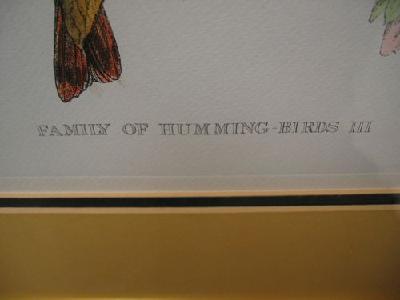 FAMILY OF HUMMING-BIRDS III